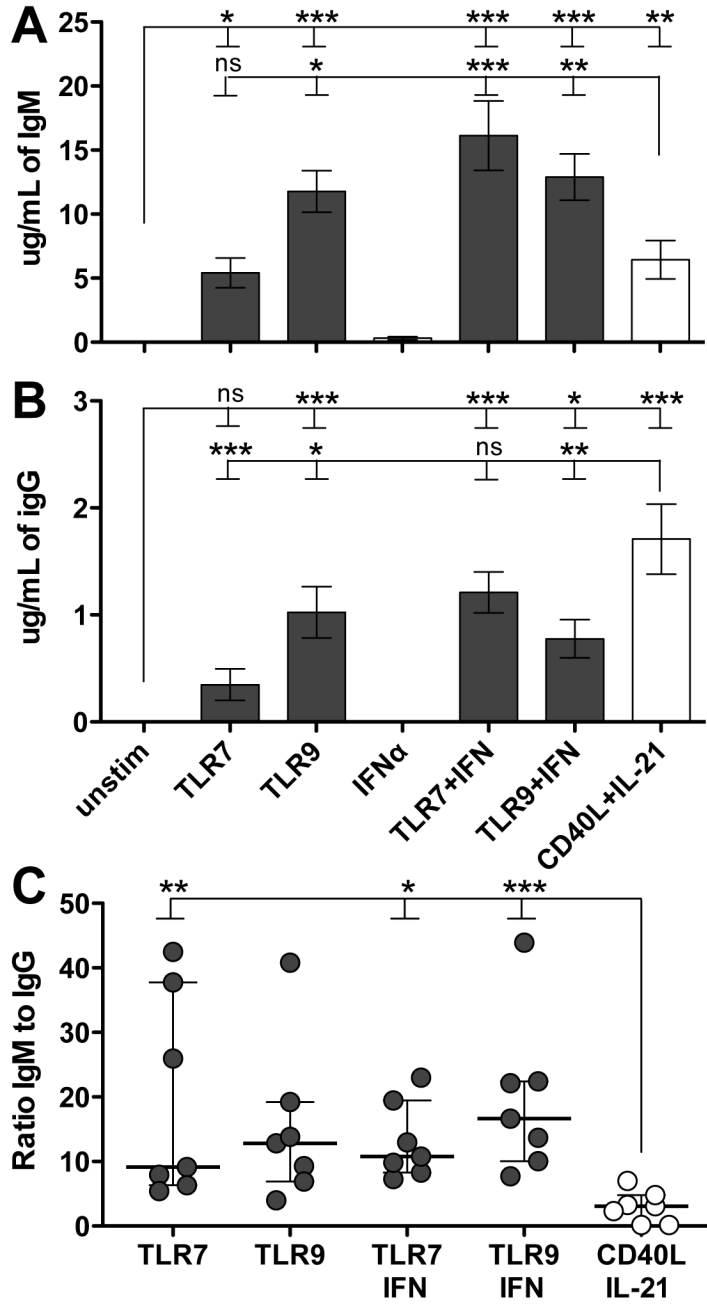 A
25
20
15
10
5
0
ug/mL of IgM
* *** *** *** **
ns * *** **
B
3
2
1
0
ug/mL of igG
ns *** *** * ***
*** * ns **
unstim TLR7 TLR9 IFNα TLR7+IFN TLR9+IFN CD40L+IL-21
C
50
40
30
20
10
0
Ratio IgM to IgG
** * ***
TLR7 TLR9 TLR7 TLR9 CD40L
IFN IFN IL-21